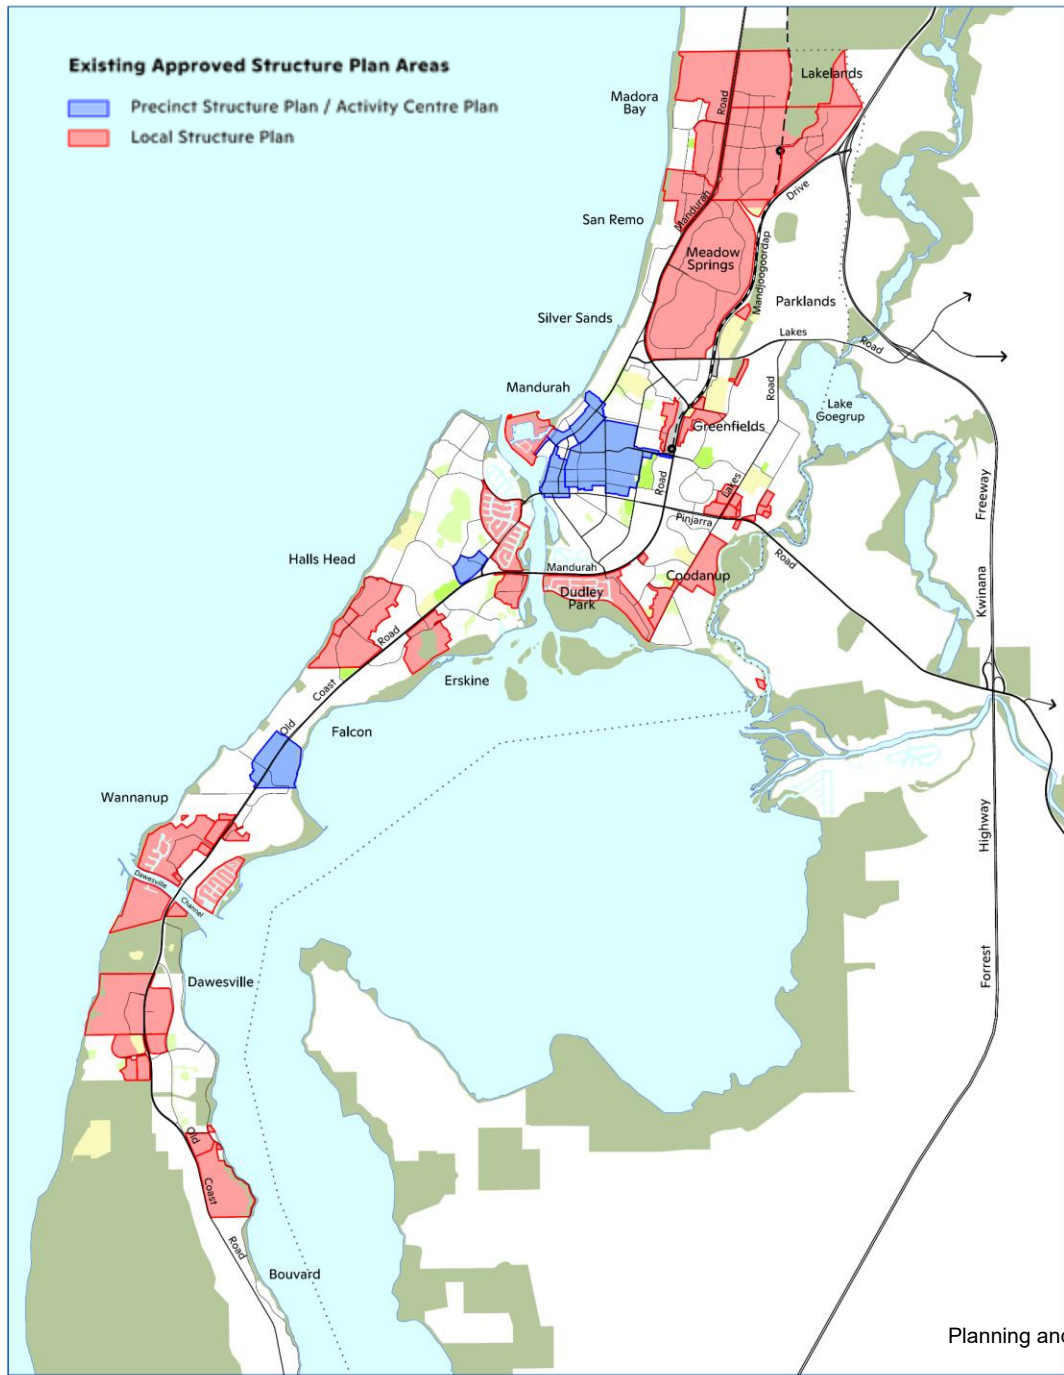 Existing Approved Structure Plan Areas
Precinct Structure Plan / Activity Centre Plan
Local Structure Plan
Lakelands
Madora
Bay
Road
Drive
Mandurah
San Remo
Meadow
Springs
Mandjoogoordap
Parklands
Silver Sands
Lakes
Road
Mandurah
Road
Lake
Goegrup
Greenfields
Freeway
Road
Lakes
Pinjarra
Halls Head
Mandurah
Road
Coodanup
Dudley
Park
Kwinana
Road
Erskine
Coast
Old
Falcon
Wannanup
Highway
Dawesville
Channel
Forrest
Dawesville
Old
Coast
Road
Bouvard
Planning and